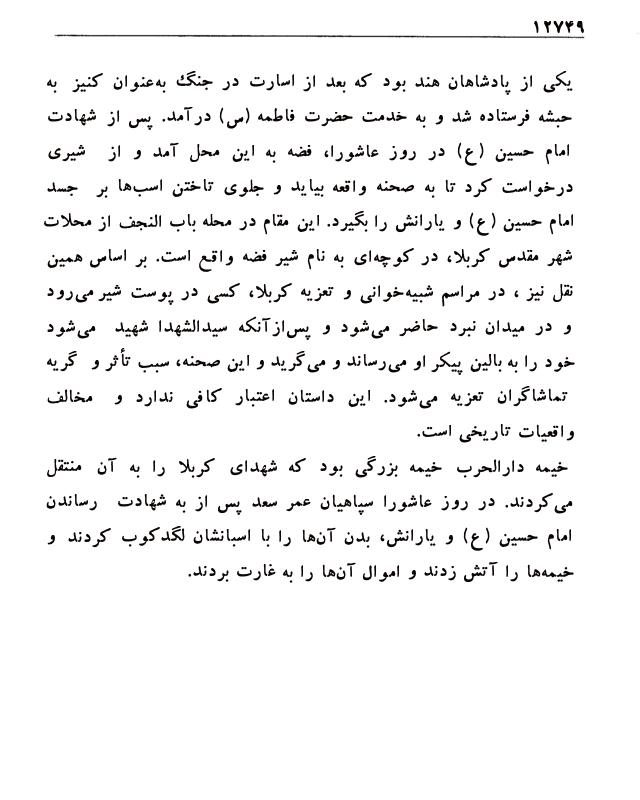 ۱۲۷۴۹
یکی از پادشاهان هند بود که بعد از اسارت در جنگ به‌عنوان کنیز به
حبشه فرستاده شد و به خدمت حضرت فاطمه (س) درآمد. پس از شهادت
امام حسین (ع) در روز عاشورا، فضه به این محل آمد و از شیری
درخواست کرد تا به صحنه واقعه بیاید و جلوی تاختن اسب‌ها بر جسد
امام حسین (ع) و یارانش را بگیرد. این مقام در محله باب النجف از محلات
شهر مقدس کربلا، در کوچه‌ای به نام شیر فضه واقع است. بر اساس همین
نقل نیز ، در مراسم شبیه‌خوانی و تعزیه کربلا، کسی در پوست شیر می‌رود
و در میدان نبرد حاضر می‌شود و پس‌ازآنکه سیدالشهدا شهید می‌شود
خود را به بالین پیکر او می‌رساند و می‌گرید و این صحنه، سبب تأثر و گریه
تماشاگران تعزیه می‌شود. این داستان اعتبار کافی ندارد و مخالف
واقعیات تاریخی است.
خیمه دارالحرب خیمه بزرگی بود که شهدای کربلا را به آن منتقل
می‌کردند. در روز عاشورا سپاهیان عمر سعد پس از به شهادت رساندن
امام حسین (ع) و یارانش، بدن آن‌ها را با اسبانشان لگدکوب کردند و
خیمه‌ها را آتش زدند و اموال آن‌ها را به غارت بردند.